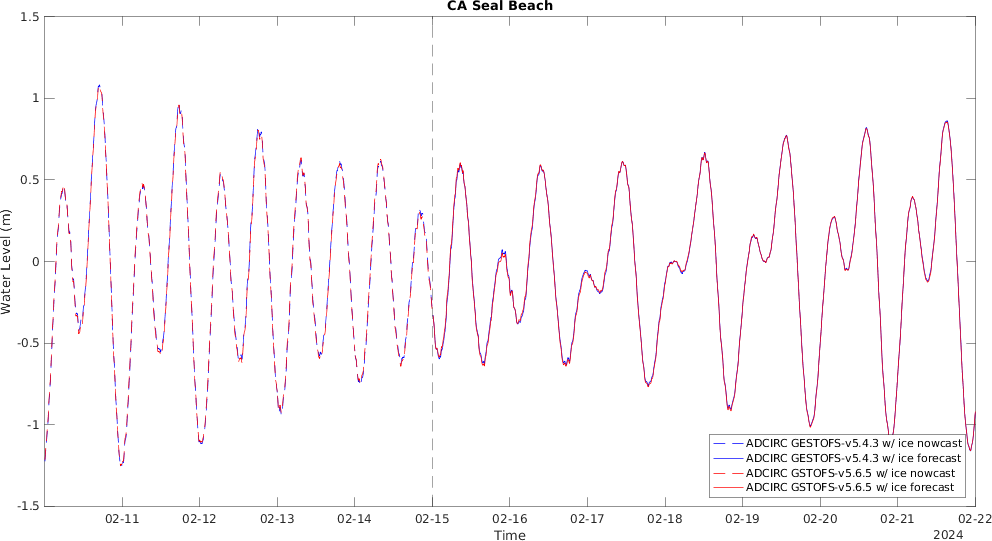 CA Seal Beach
1.5
1
0.5
0
-0.5
-1
-1.5
Water Level (m)
02-11 02-12 02-13 02-14 02-15 02-16 02-17 02-18 02-19 02-20 02-21 02-22
Time
2024
ADCIRC GESTOFS-v5.4.3 w/ ice nowcast
ADCIRC GESTOFS-v5.4.3 w/ ice forecast
ADCIRC GSTOFS-v5.6.5 w/ ice nowcast
ADCIRC GSTOFS-v5.6.5 w/ ice forecast